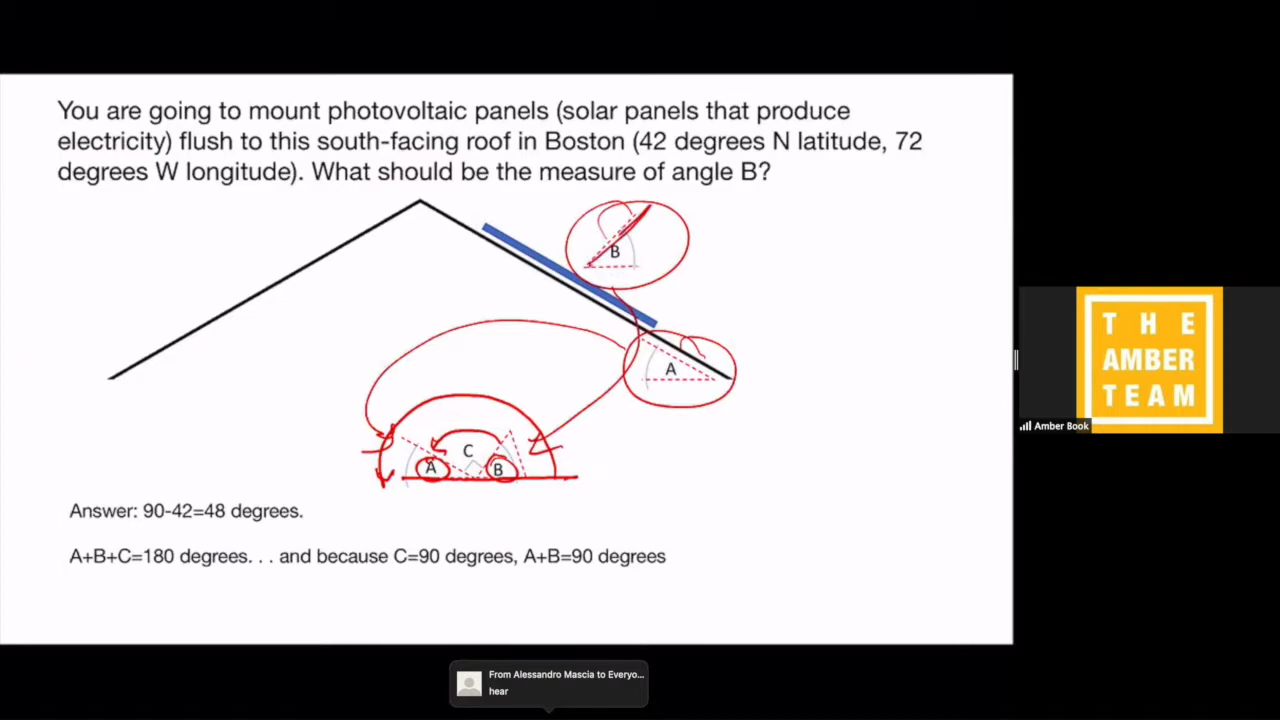 You are going to mount photovoltaic panels (solar panels that produce
electricity) flush to this south-facing roof in Boston (42 degrees N latitude, 72
degrees W longitude). What should be the measure of angle B?
B
A
C
A
B
Answer: 90-42=48 degrees.
A+B+C=180 degrees. . . and because C=90 degrees, A+B=90 degrees
THE
AMBER
TEAM
Amber Book
From Alessandro Mascia to Everyo...
hear